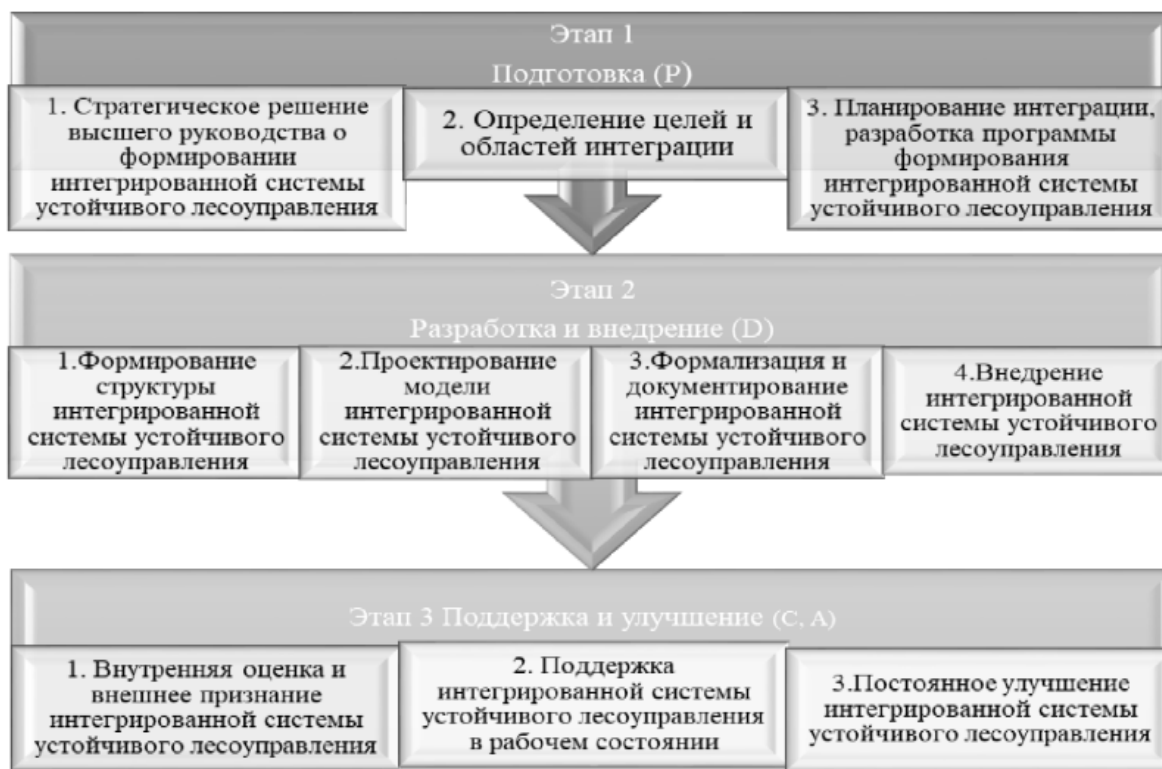 Этап 1
Подготовка (P)
1. Стратегическое решение
высшего руководства о
формировании
интегрированной системы
устойчивого лесоуправления
2. Определение целей и
областей интеграции
3. Планирование интеграции,
разработка программы
формирования
интегрированной системы
устойчивого лесоуправления
Этап 2
Разработка и внедрение (D)
1.Формирование
структуры
интегрированной
системы устойчивого
лесоуправления
2.Проектирование
модели
интегрированной
системы устойчивого
лесоуправления
3.Формализация и
документирование
интегрированной
системы устойчивого
лесоуправления
4.Внедрение
интегрированной
системы устойчивого
лесоуправления
Этап 3 Поддержка и улучшение (C, A)
1. Внутренняя оценка и
внешнее признание
интегрированной системы
устойчивого лесоуправления
2. Поддержка
интегрированной системы
устойчивого лесоуправления
в рабочем состоянии
3.Постоянное улучшение
интегрированной системы
устойчивого лесоуправления